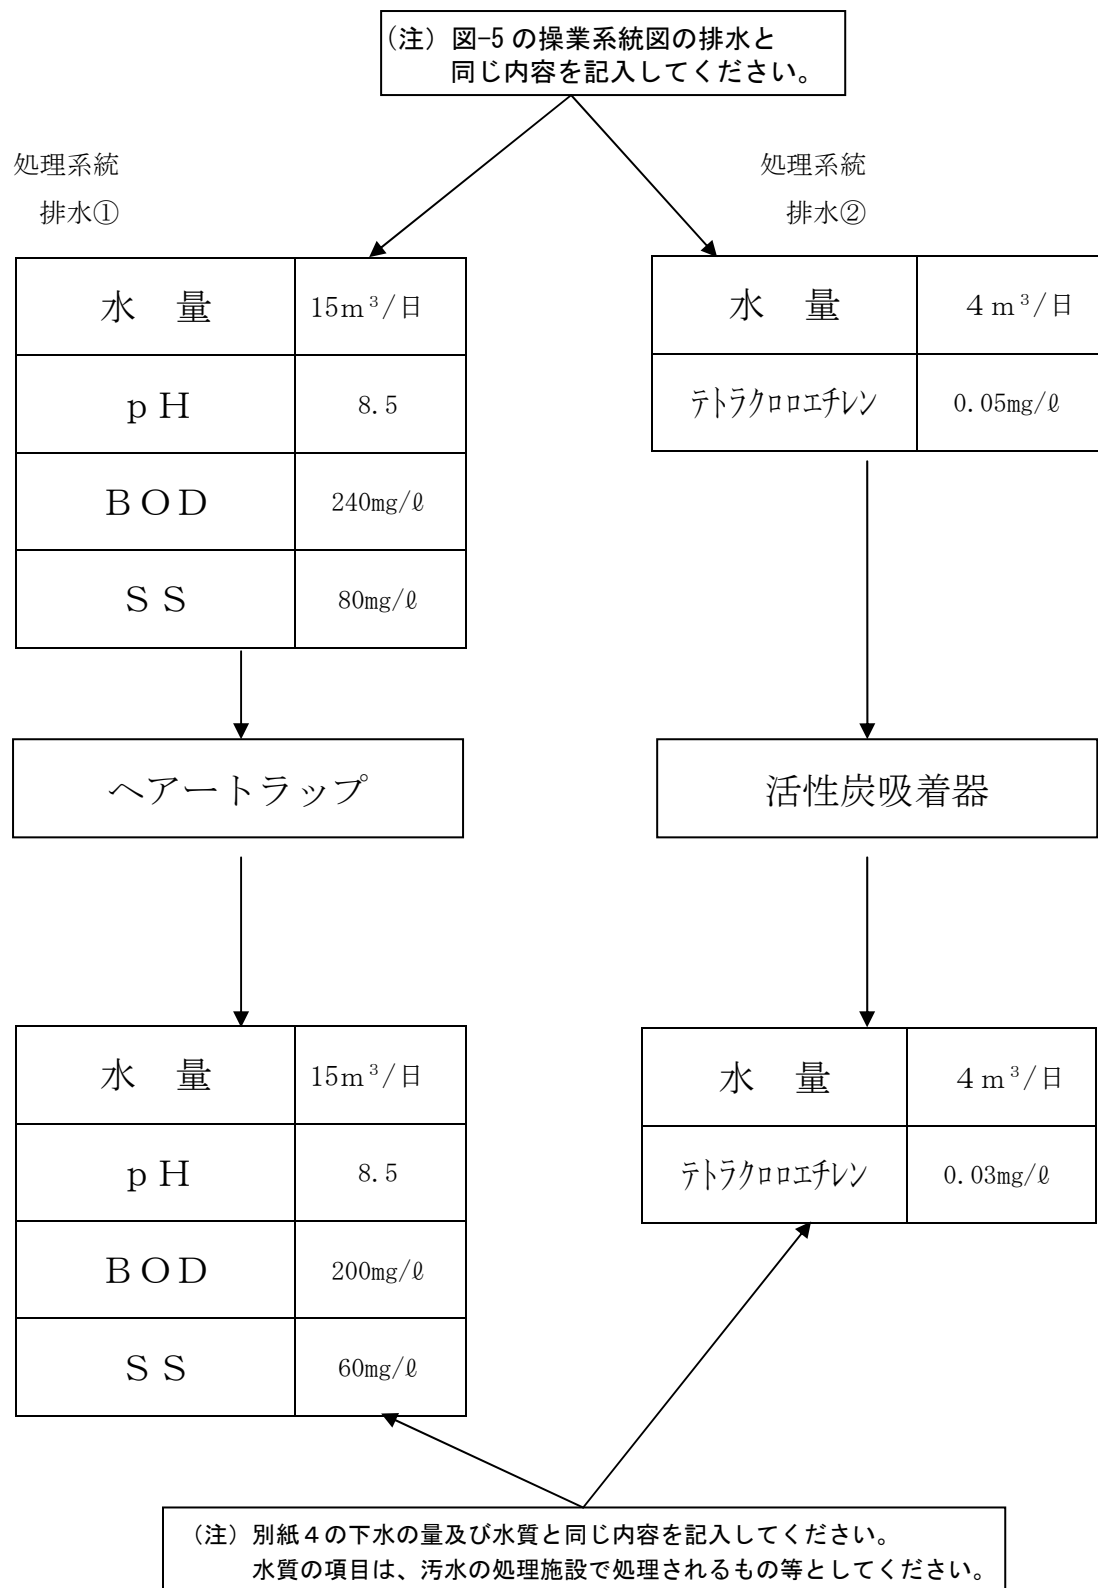 (注) 図-5の操業系統図の排水と
同じ内容を記入してください。
処理系統
排水①
処理系統
排水②
水 量 15m³/日
pH 8.5
BOD 240mg/ℓ
SS 80mg/ℓ
水 量 4m³/日
テトラクロロエチレン 0.05mg/ℓ
ヘアートラップ
活性炭吸着器
水 量 15m³/日
pH 8.5
BOD 200mg/ℓ
SS 60mg/ℓ
水 量 4m³/日
テトラクロロエチレン 0.03mg/ℓ
(注) 別紙4の下水の量及び水質と同じ内容を記入してください。
水質の項目は、汚水の処理施設で処理されるもの等としてください。